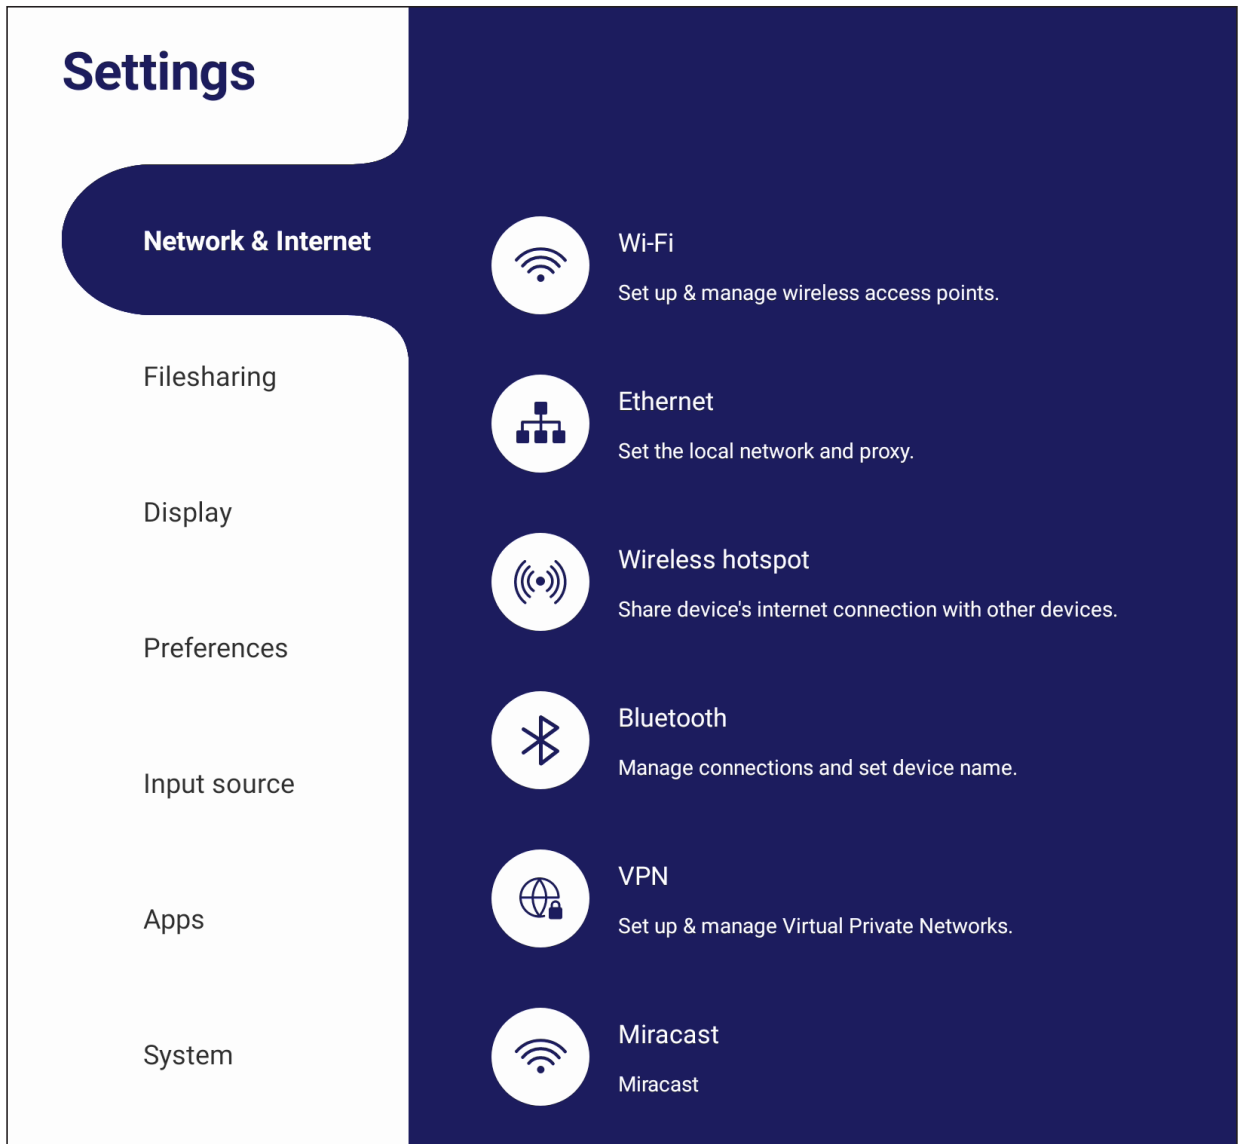 Settings
Network & Internet
Filesharing
Display
Preferences
Input source
Apps
System
Wi-Fi
Set up & manage wireless access points.
Ethernet
Set the local network and proxy.
Wireless hotspot
Share device's internet connection with other devices.
Bluetooth
Manage connections and set device name.
VPN
Set up & manage Virtual Private Networks.
Miracast
Miracast